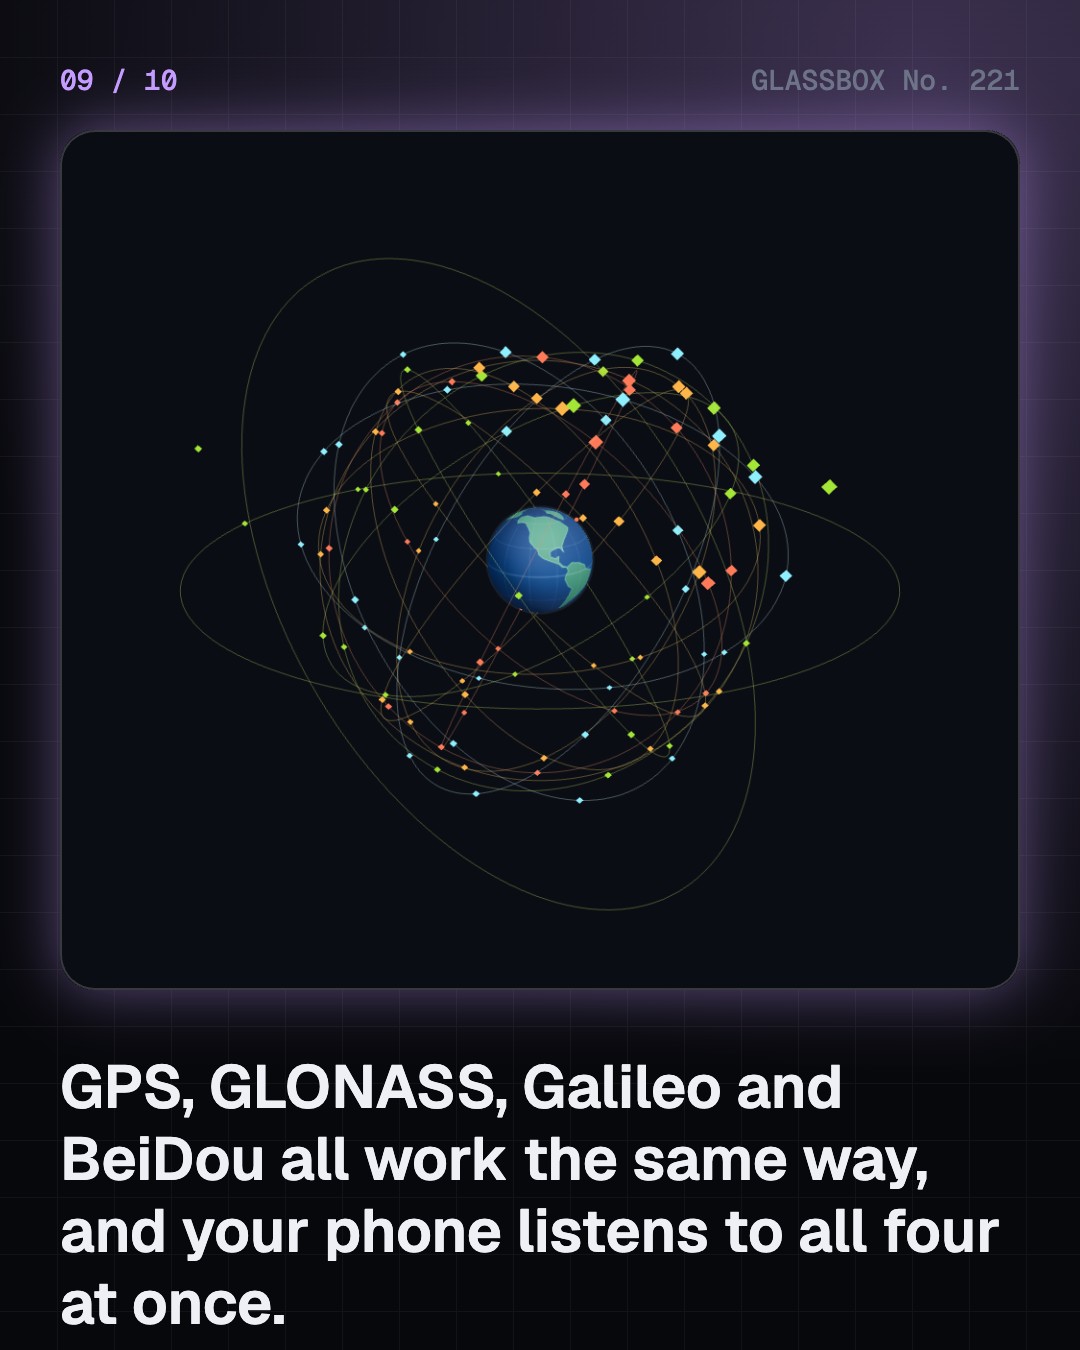 09 / 10
GLASSBOX No. 221
GPS, GLONASS, Galileo and
BeiDou all work the same way,
and your phone listens to all four
at once.